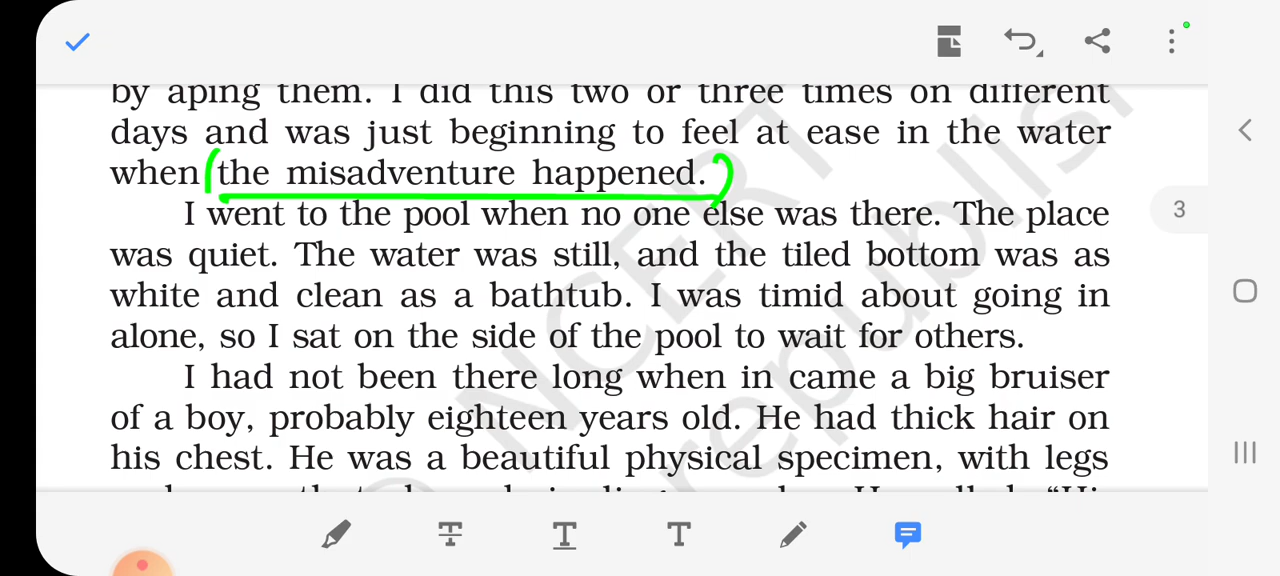 by aping them. I did this two or three times on different
days and was just beginning to feel at ease in the water
when (the misadventure happened.)
I went to the pool when no one else was there. The place
was quiet. The water was still, and the tiled bottom was as
white and clean as a bathtub. I was timid about going in
alone, so I sat on the side of the pool to wait for others.
I had not been there long when in came a big bruiser
of a boy, probably eighteen years old. He had thick hair on
his chest. He was a beautiful physical specimen, with legs
3
NCERT
republis
T
T
T